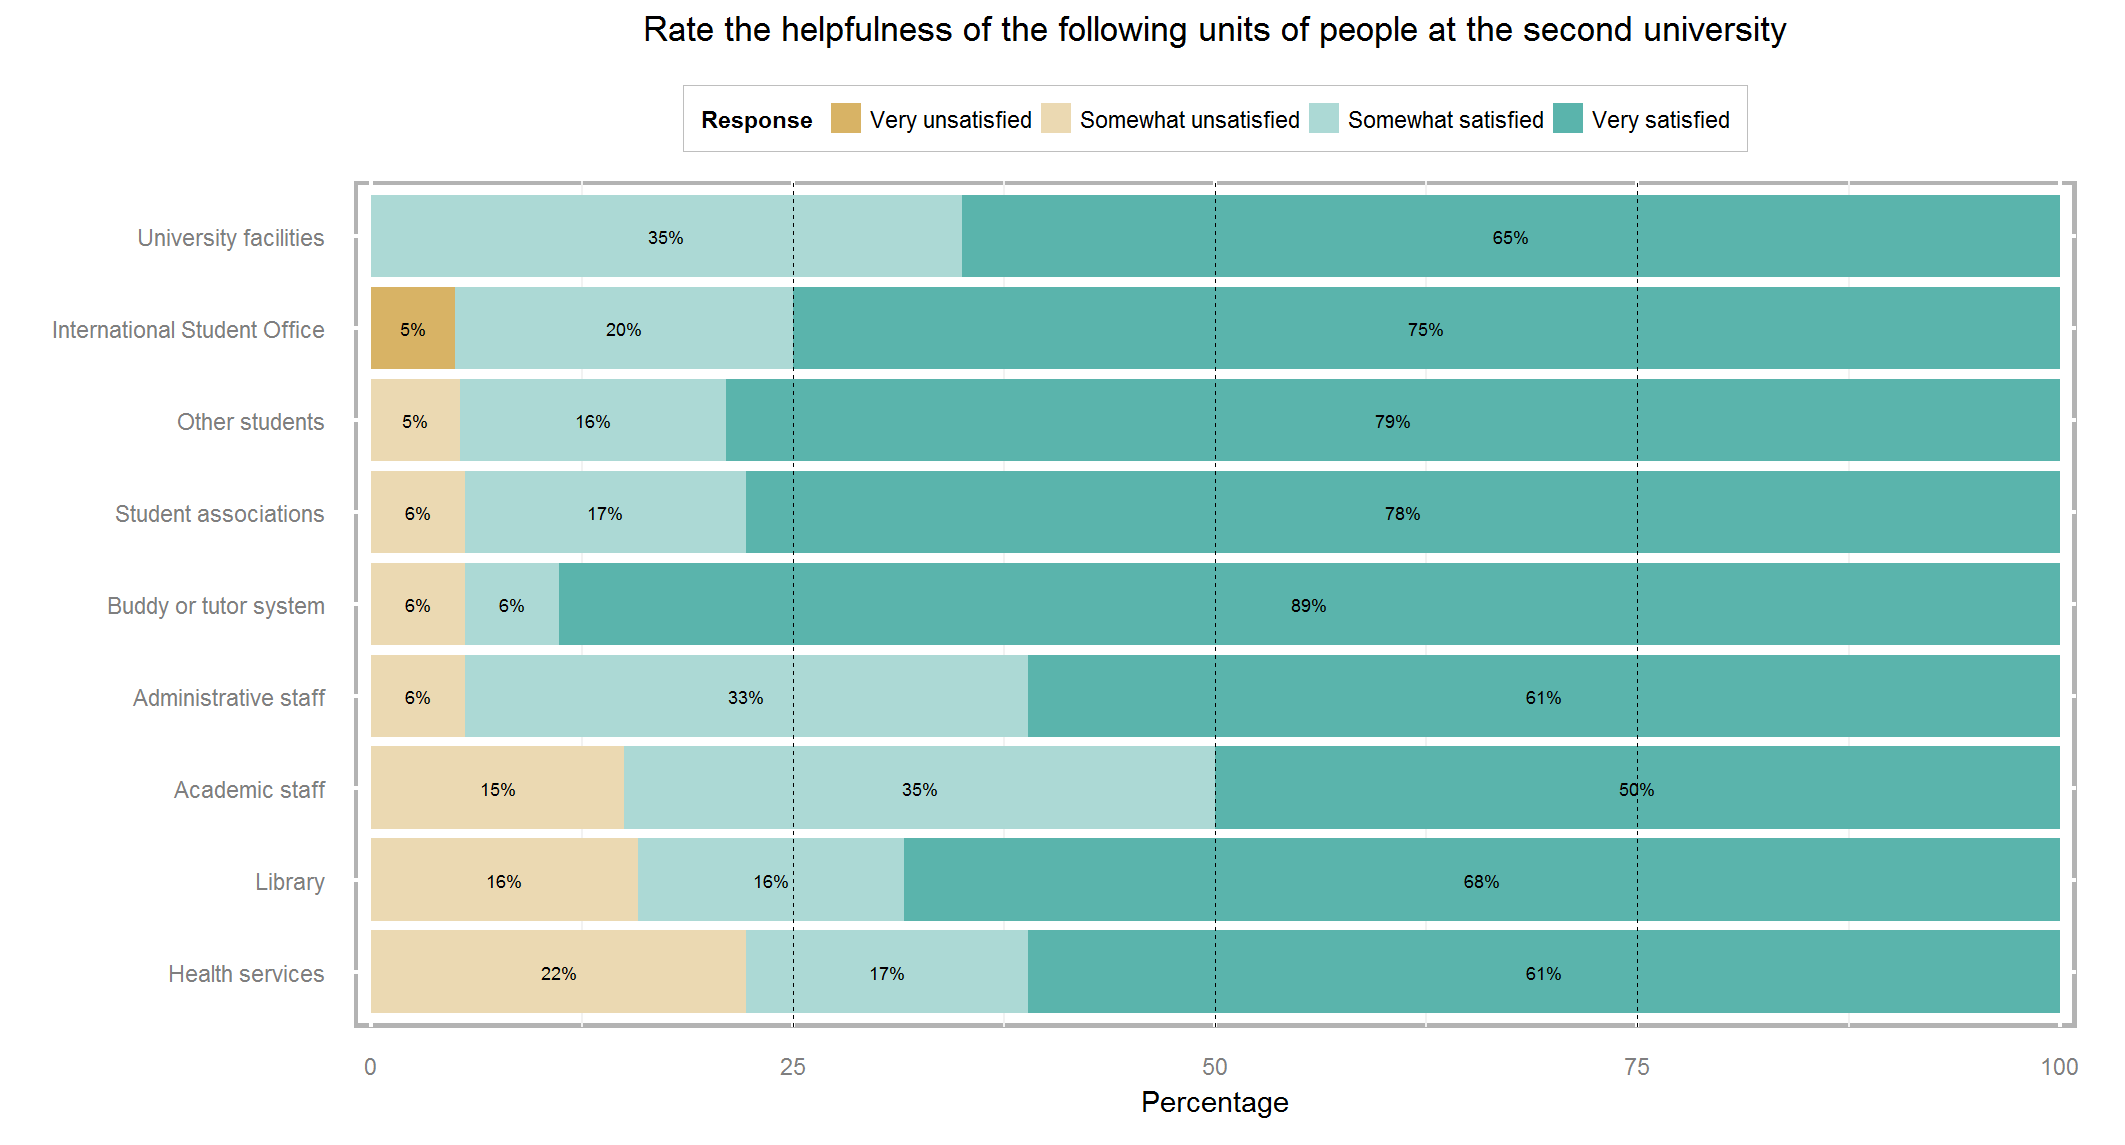 Rate the helpfulness of the following units of people at the second university
Response Very unsatisfied Somewhat unsatisfied Somewhat satisfied Very satisfied
University facilities 35% 65%
International Student Office 5% 20% 75%
Other students 5% 16% 79%
Student associations 6% 17% 78%
Buddy or tutor system 6% 6% 89%
Administrative staff 6% 33% 61%
Academic staff 15% 35% 50%
Library 16% 16% 68%
Health services 22% 17% 61%
0 25 50 75 100
Percentage